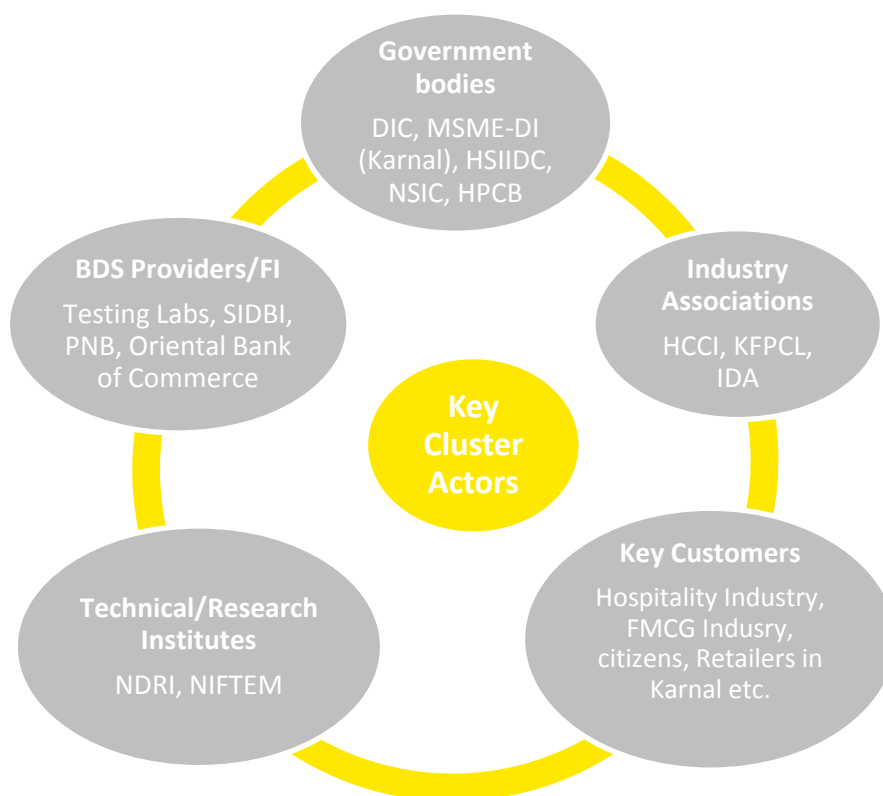 Government
bodies
DIC, MSME-DI
(Karnal), HSIIDC,
NSIC, HPCB
BDS Providers/FI
Testing Labs, SIDBI,
PNB, Oriental Bank
of Commerce
Industry
Associations
HCCI, KFPCL,
IDA
Key
Cluster
Actors
Technical/Research
Institutes
NDRI, NIFTEM
Key Customers
Hospitality Industry,
FMCG Indusry,
citizens, Retailers in
Karnal etc.